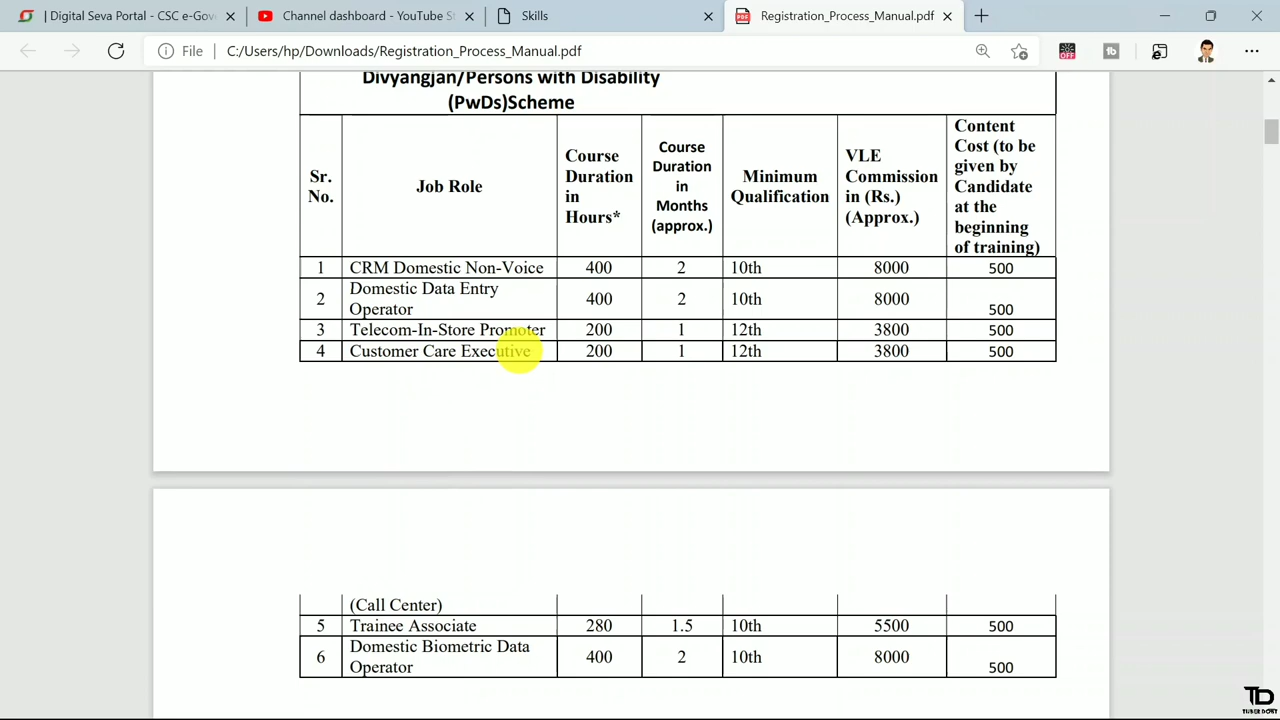 | Digital Seva Portal - CSC e-Gov
Channel dashboard - YouTube St
Skills
Registration_Process_Manual.pdf
File
C:/Users/hp/Downloads/Registration_Process_Manual.pdf
OFF
tb
Divyangjan/Persons with Disability
(PwDs)Scheme
Sr. No. Job Role Course Duration in Hours* Course Duration in Months (approx.) Minimum Qualification VLE Commission in (Rs.) (Approx.) Content Cost (to be given by Candidate at the beginning of training)
1 CRM Domestic Non-Voice 400 2 10th 8000 500
2 Domestic Data Entry Operator 400 2 10th 8000 500
3 Telecom-In-Store Promoter 200 1 12th 3800 500
4 Customer Care Executive 200 1 12th 3800 500
(Call Center)
5 Trainee Associate 280 1.5 10th 5500 500
6 Domestic Biometric Data Operator 400 2 10th 8000 500
TD
TUBER DOST